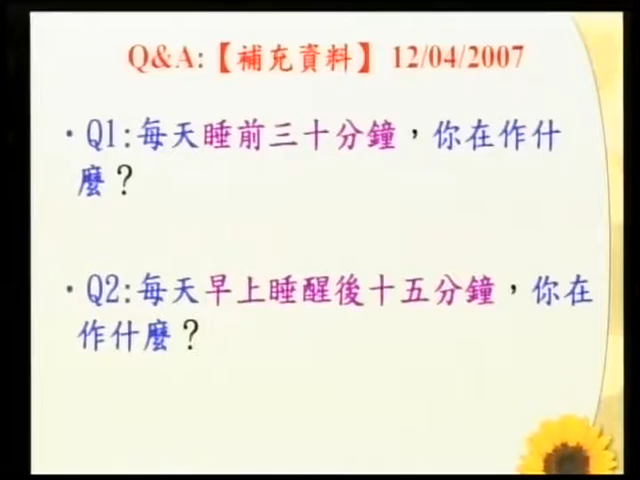 Q&A:【補充資料】 12/04/2007
• Q1:每天睡前三十分鐘，你在作什
麼？
• Q2:每天早上睡醒後十五分鐘，你在
作什麼？